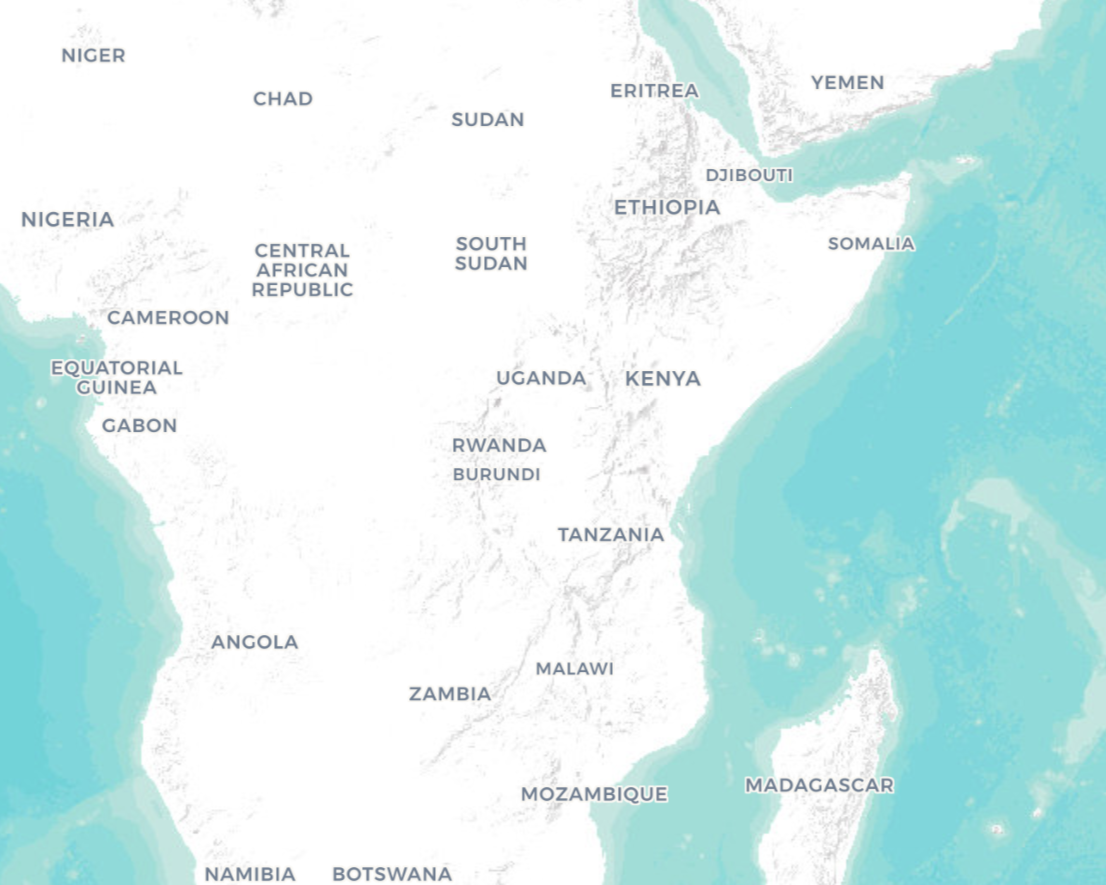 NIGER
CHAD
SUDAN
ERITREA
YEMEN
DJIBOUTI
NIGERIA
ETHIOPIA
CENTRAL
AFRICAN
REPUBLIC
SOUTH
SUDAN
SOMALIA
CAMEROON
EQUATORIAL
GUINEA
UGANDA
KENYA
GABON
RWANDA
BURUNDI
TANZANIA
ANGOLA
MALAWI
ZAMBIA
MOZAMBIQUE
MADAGASCAR
NAMIBIA
BOTSWANA